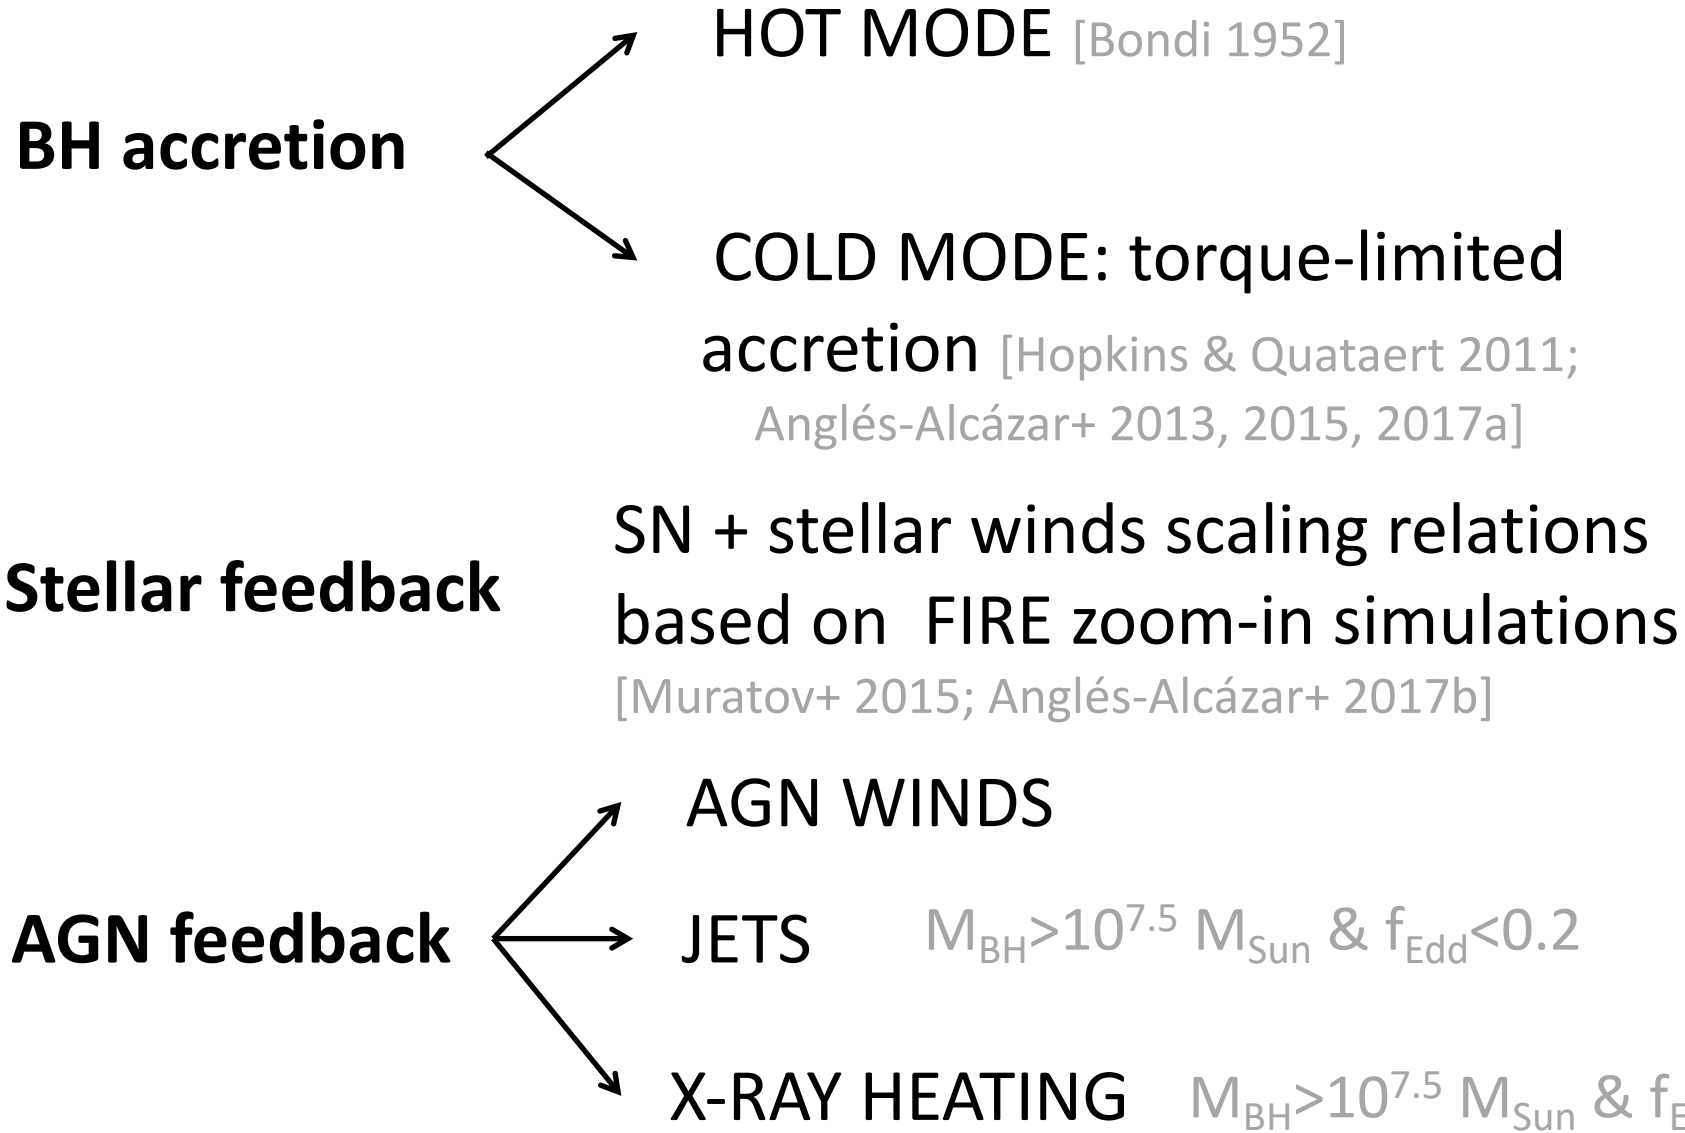 HOT MODE [Bondi 1952]
BH accretion
COLD MODE: torque-limited
accretion [Hopkins & Quataert 2011;
Anglés-Alcázar+ 2013, 2015, 2017a]
SN + stellar winds scaling relations
Stellar feedback
based on FIRE zoom-in simulations
[Muratov+ 2015; Anglés-Alcázar+ 2017b]
AGN WINDS
AGN feedback
JETS M_BH>10^7.5 M_Sun & f_Edd<0.2
X-RAY HEATING M_BH>10^7.5 M_Sun & f_E